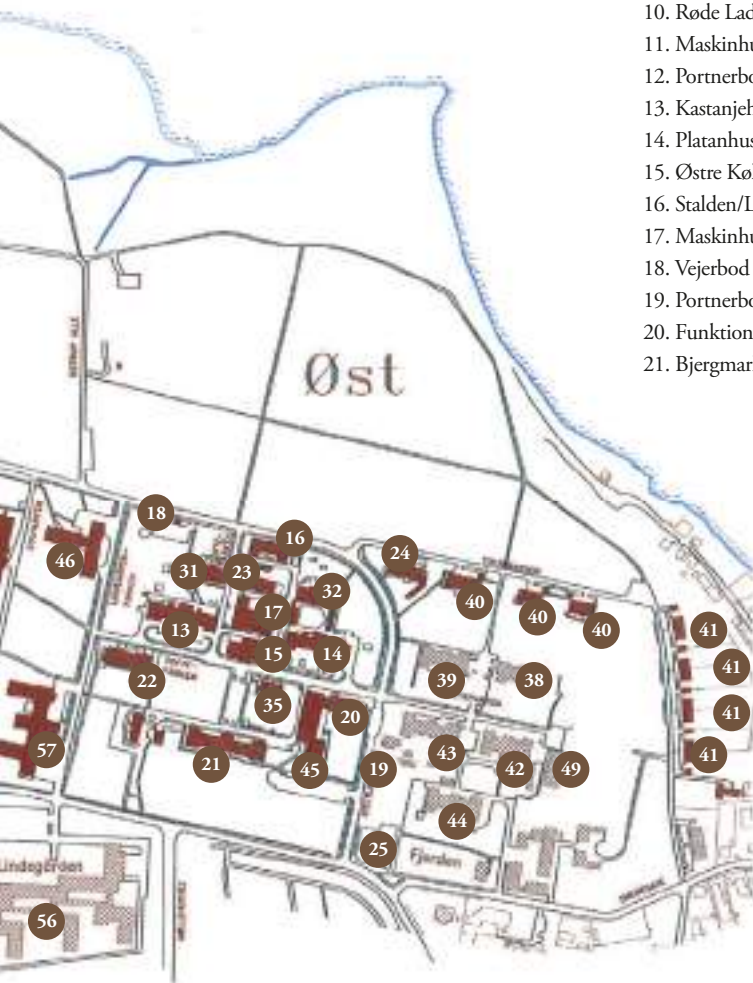 10. Røde Lad
11. Maskinhu
12. Portnerbo
13. Kastanjeh
14. Platanhus
15. Østre Kø
16. Stalden/L
17. Maskinhu
18. Vejerbod
19. Portnerbo
20. Funktion
21. Bjergmar
Øst
18
16
46
31
23
24
32
40
40
40
17
13
41
15
14
41
22
39
38
35
20
41
57
43
41
21
45
19
42
49
44
25
Fjorden
Lindegården
56